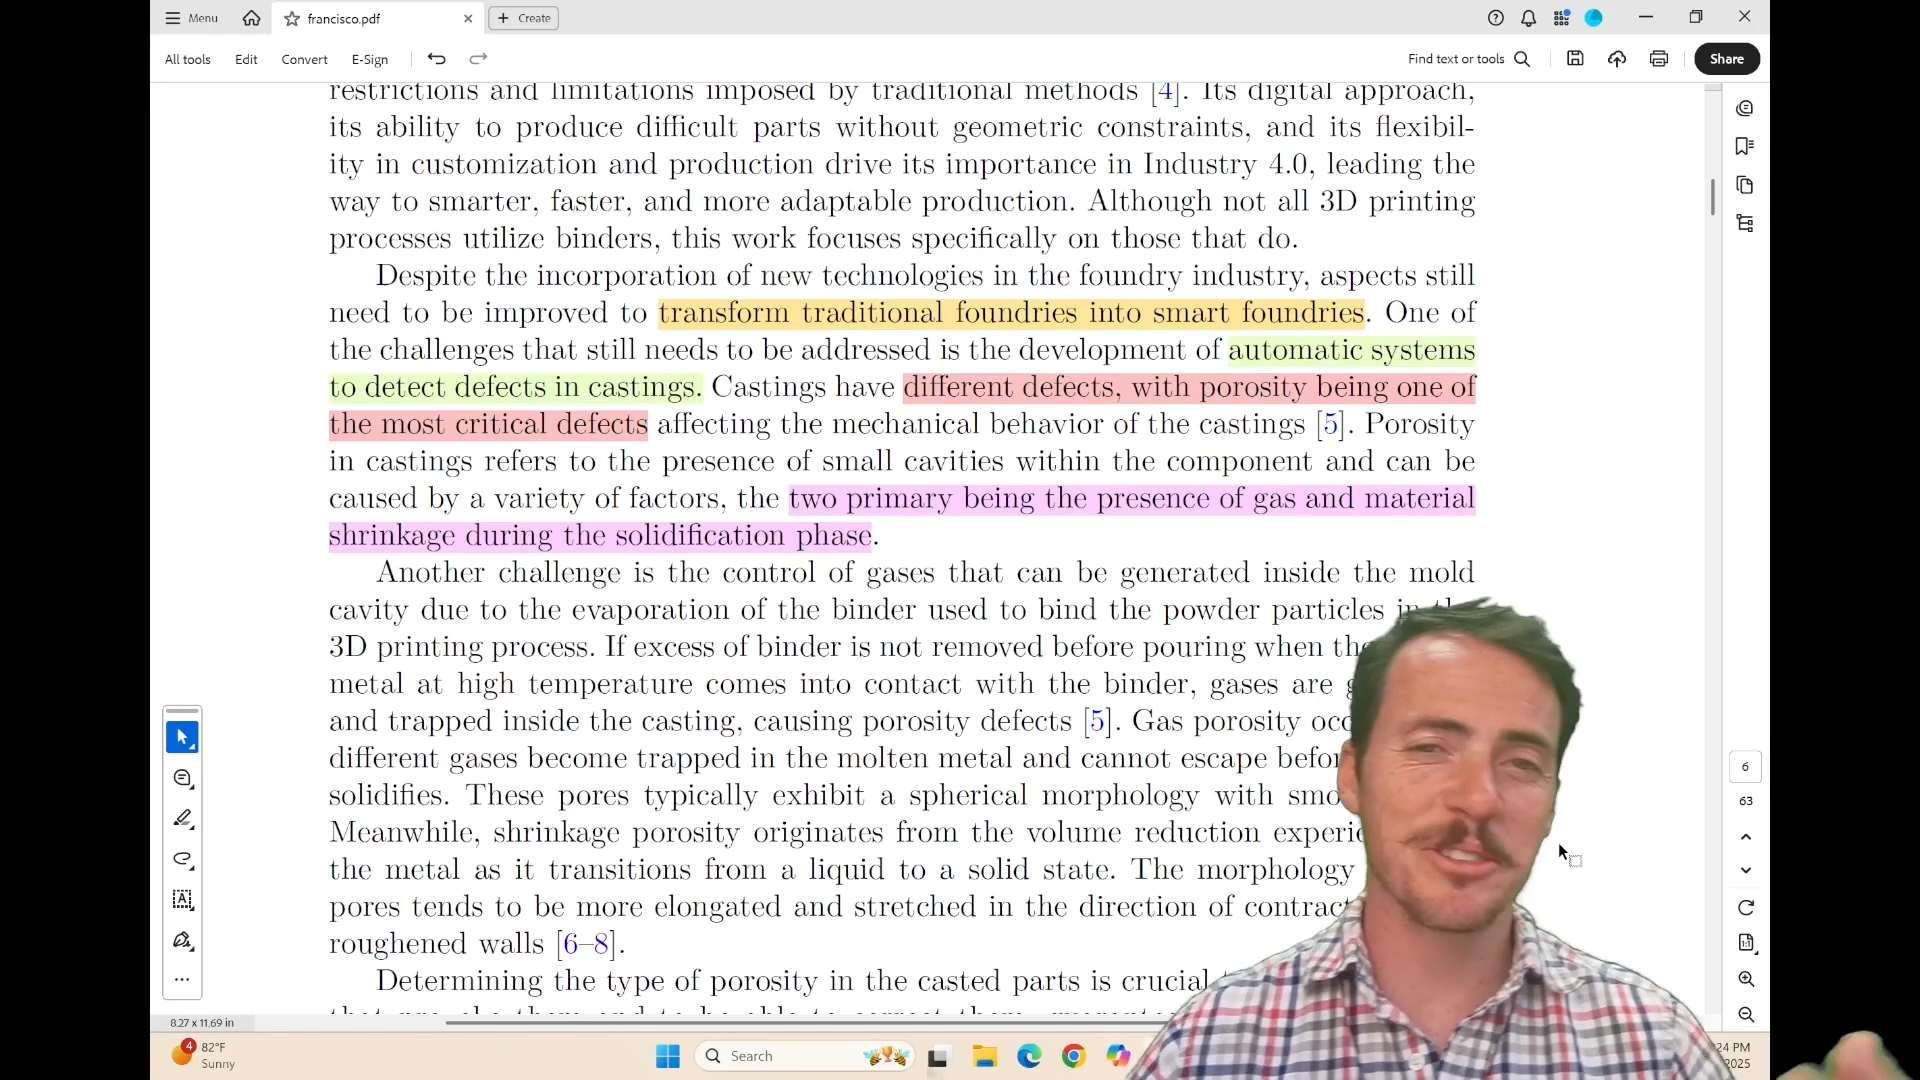 Menu
francisco.pdf
Create
All tools
Edit
Convert
E-Sign
Find text or tools
Share
restrictions and limitations imposed by traditional methods [4]. Its digital approach,
its ability to produce difficult parts without geometric constraints, and its flexibil-
ity in customization and production drive its importance in Industry 4.0, leading the
way to smarter, faster, and more adaptable production. Although not all 3D printing
processes utilize binders, this work focuses specifically on those that do.
Despite the incorporation of new technologies in the foundry industry, aspects still
need to be improved to transform traditional foundries into smart foundries. One of
the challenges that still needs to be addressed is the development of automatic systems
to detect defects in castings. Castings have different defects, with porosity being one of
the most critical defects affecting the mechanical behavior of the castings [5]. Porosity
in castings refers to the presence of small cavities within the component and can be
caused by a variety of factors, the two primary being the presence of gas and material
shrinkage during the solidification phase.
Another challenge is the control of gases that can be generated inside the mold
cavity due to the evaporation of the binder used to bind the powder particles in the
3D printing process. If excess of binder is not removed before pouring when the
metal at high temperature comes into contact with the binder, gases are
and trapped inside the casting, causing porosity defects [5]. Gas porosity
different gases become trapped in the molten metal and cannot escape
solidifies. These pores typically exhibit a spherical morphology with
Meanwhile, shrinkage porosity originates from the volume reduction
the metal as it transitions from a liquid to a solid state. The morphology
pores tends to be more elongated and stretched in the direction of
roughened walls [6–8].
Determining the type of porosity in the casted parts is crucial
6
63
8.27 x 11.69 in
4
82°F
Sunny
Search
24 PM
2025